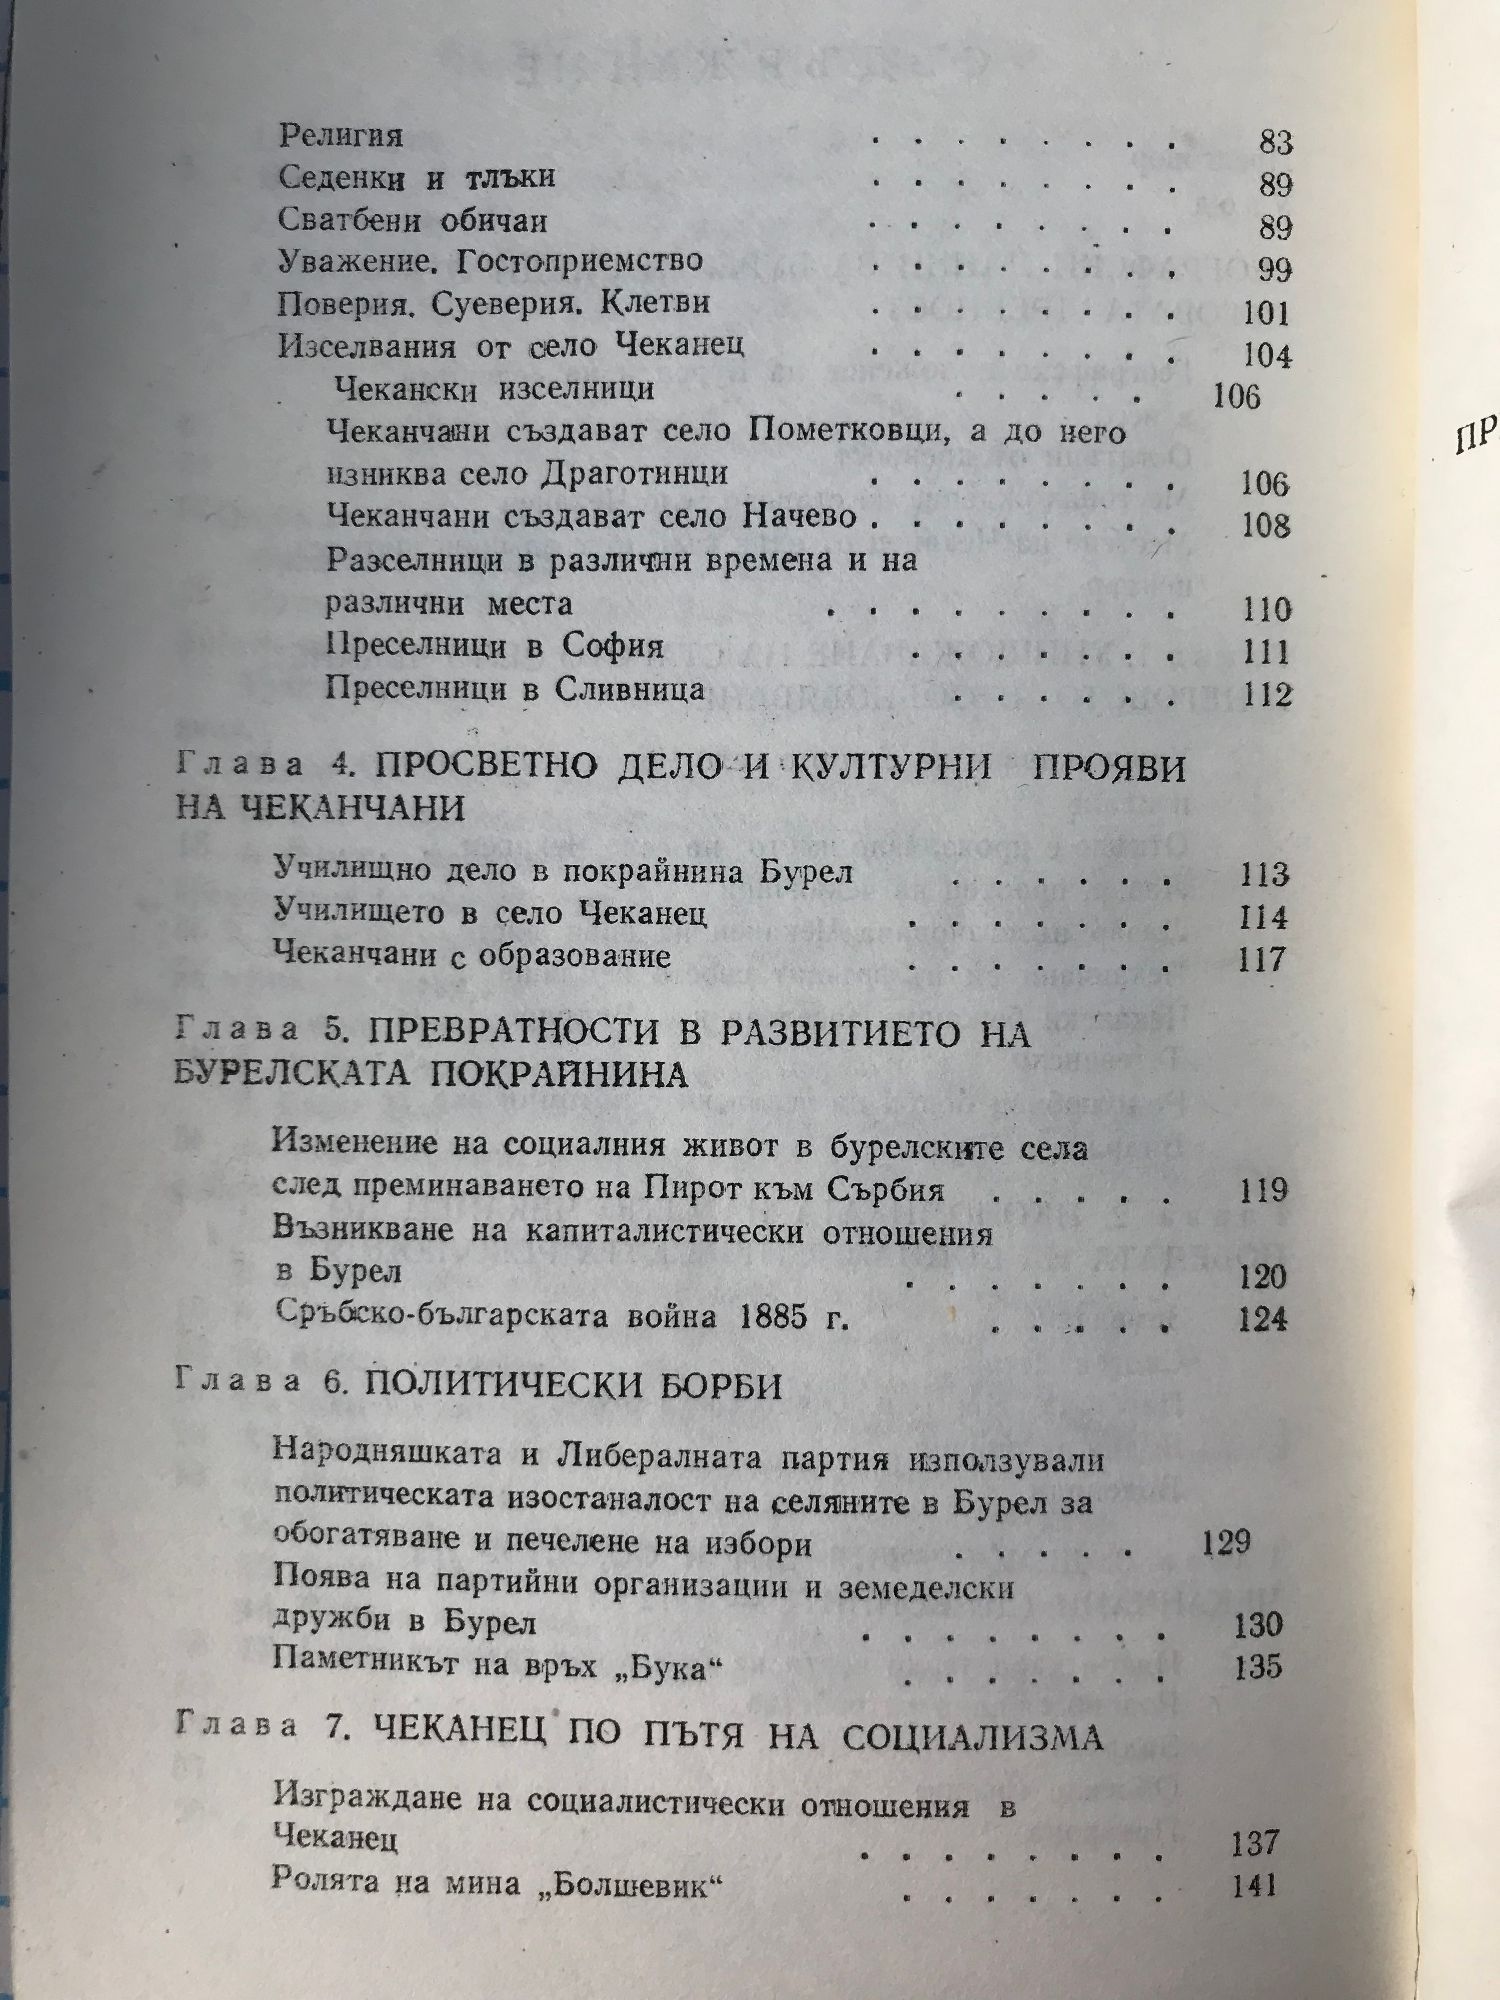 Религия . . . . . . . . 83
Седенки и тлъки . . . . . . . . 89
Сватбени обичаи . . . . . . . . 89
Уважение. Гостоприемство . . . . . . . . 99
Поверия. Суеверия. Клетви . . . . . . . . 101
Изселвания от село Чеканец . . . . . . . . 104
Чекански изселници . . . . . 106
Чеканчани създават село Пометковци, а до него
изниква село Драготинци . . . . . . . . 106
Чеканчани създават село Начево . . . . . . . . 108
Разселници в различни времена и на
различни места . . . . . . . . . 110
Преселници в София . . . . . . . 111
Преселници в Сливница . . . . . . 112
Глава 4. ПРОСВЕТНО ДЕЛО И КУЛТУРНИ ПРОЯВИ
НА ЧЕКАНЧАНИ
Училищно дело в покрайнина Бурел . . . . . . 113
Училището в село Чеканец . . . . . . . 114
Чеканчани с образование . . . . . . . 117
Глава 5. ПРЕВРАТНОСТИ В РАЗВИТИЕТО НА
БУРЕЛСКАТА ПОКРАЙНИНА
Изменение на социалния живот в бурелските села
след преминаването на Пирот към Сърбия . . . . . 119
Възникване на капиталистически отношения
в Бурел . . . . . . . 120
Сръбско-българската война 1885 г. . . . . . 124
Глава 6. ПОЛИТИЧЕСКИ БОРБИ
Народняшката и Либералната партия използували
политическата изостаналост на селяните в Бурел за
обогатяване и печелене на избори . . . . . 129
Поява на партийни организации и земеделски
дружби в Бурел . . . . . . . . 130
Паметникът на връх „Бука“ . . . . . . . 135
Глава 7. ЧЕКАНЕЦ ПО ПЪТЯ НА СОЦИАЛИЗМА
Изграждане на социалистически отношения в
Чеканец . . . . . . . . 137
Ролята на мина „Болшевик“ . . . . . . . 141
ПР